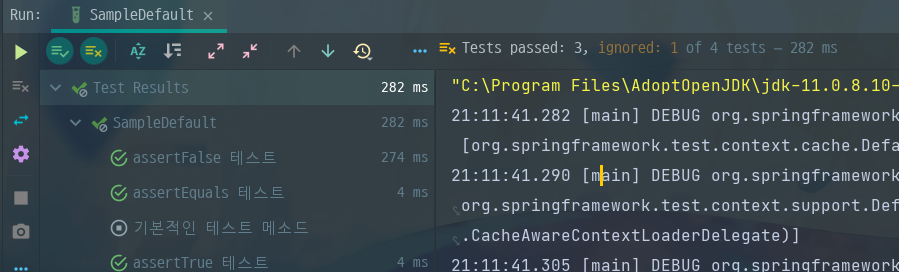 Run: SampleDefault ×
Tests passed: 3, ignored: 1 of 4 tests – 282 ms
Test Results 282 ms
SampleDefault 282 ms
assertFalse 테스트 274 ms
assertEquals 테스트 4 ms
기본적인 테스트 메소드
assertTrue 테스트 4 ms
"C:\Program Files\AdoptOpenJDK\jdk-11.0.8.10-
21:11:41.282 [main] DEBUG org.springframework
[org.springframework.test.context.cache.Defa
21:11:41.290 [main] DEBUG org.springframework
org.springframework.test.context.support.Def
.CacheAwareContextLoaderDelegate)]
21:11:41.305 [main] DEBUG org.springframework